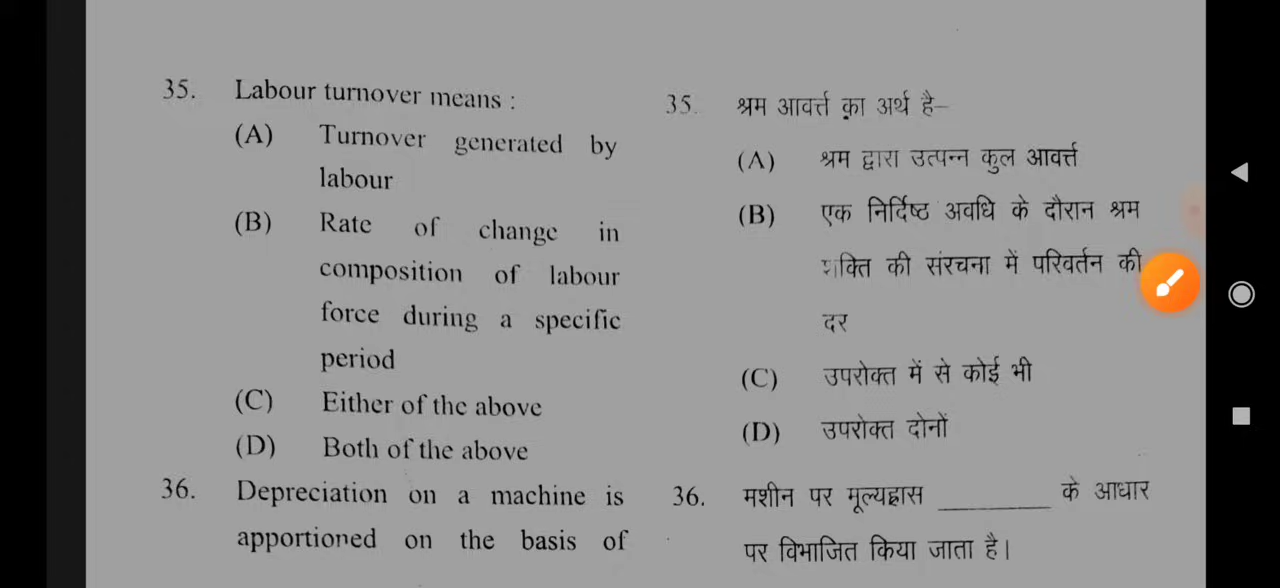 35. Labour turnover means :
(A) Turnover generated by
labour
(B) Rate of change in
composition of labour
force during a specific
period
(C) Either of the above
(D) Both of the above
36. Depreciation on a machine is
apportioned on the basis of
35. श्रम आवर्त्त का अर्थ है–
(A) श्रम द्वारा उत्पन्न कुल आवर्त्त
(B) एक निर्दिष्ट अवधि के दौरान श्रम
शक्ति की संरचना में परिवर्तन की
दर
(C) उपरोक्त में से कोई भी
(D) उपरोक्त दोनों
36. मशीन पर मूल्यह्रास ________ के आधार
पर विभाजित किया जाता है।